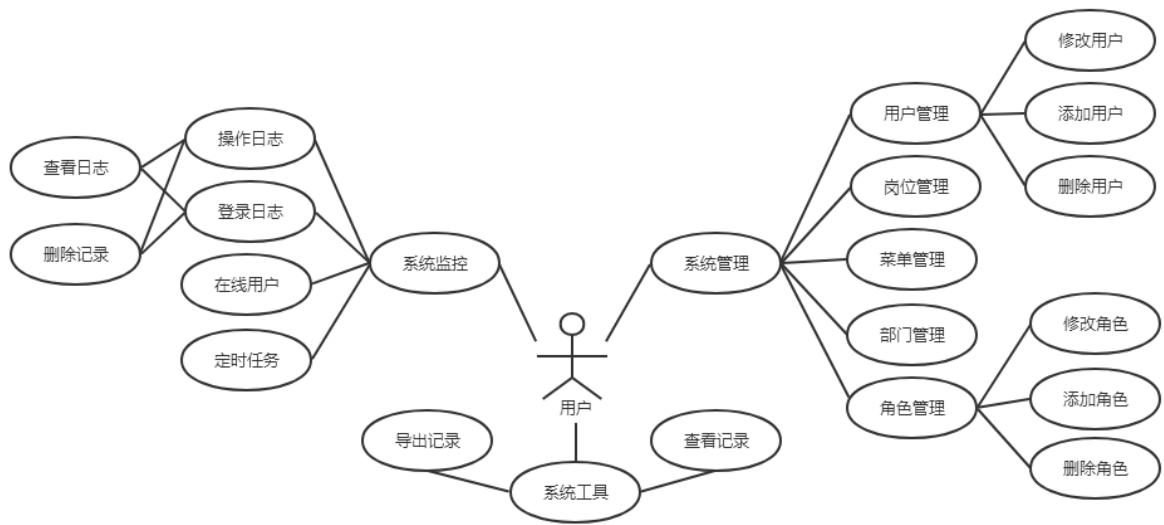 修改用户
用户管理
添加用户
操作日志
查看日志
岗位管理
删除用户
登录日志
删除记录
系统监控
系统管理
菜单管理
在线用户
修改角色
部门管理
定时任务
添加角色
用户
角色管理
导出记录
查看记录
删除角色
系统工具